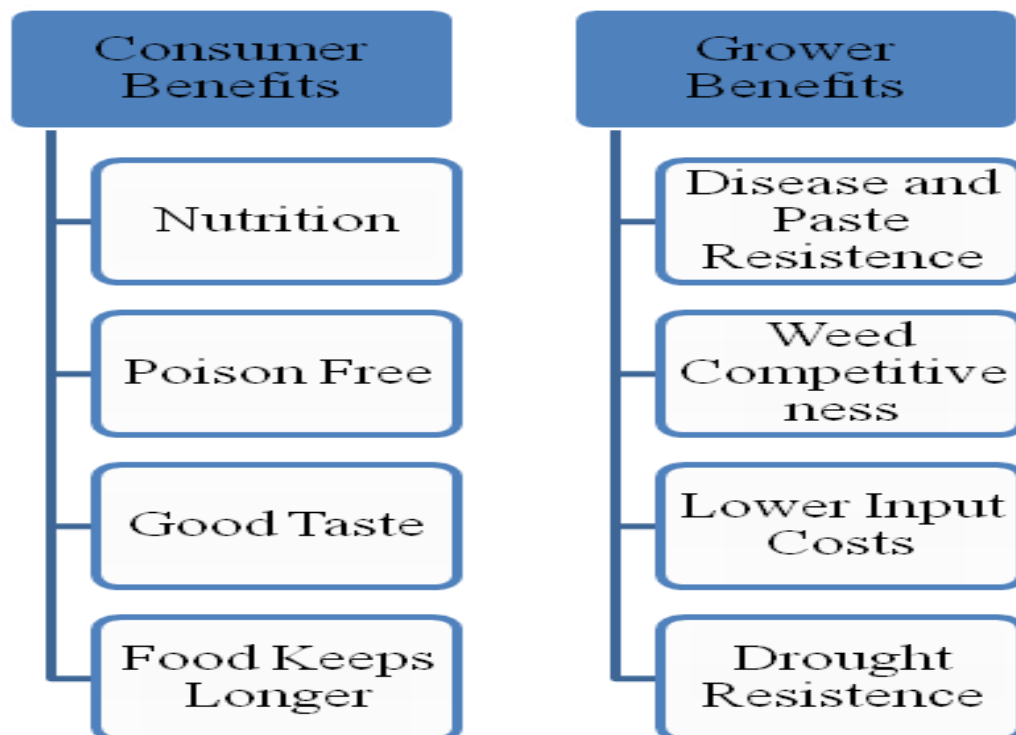 Consumer
Benefits
Nutrition
Poison Free
Good Taste
Food Keeps
Longer
Grower
Benefits
Disease and
Paste
Resistence
Weed
Competitive
ness
Lower Input
Costs
Drought
Resistence